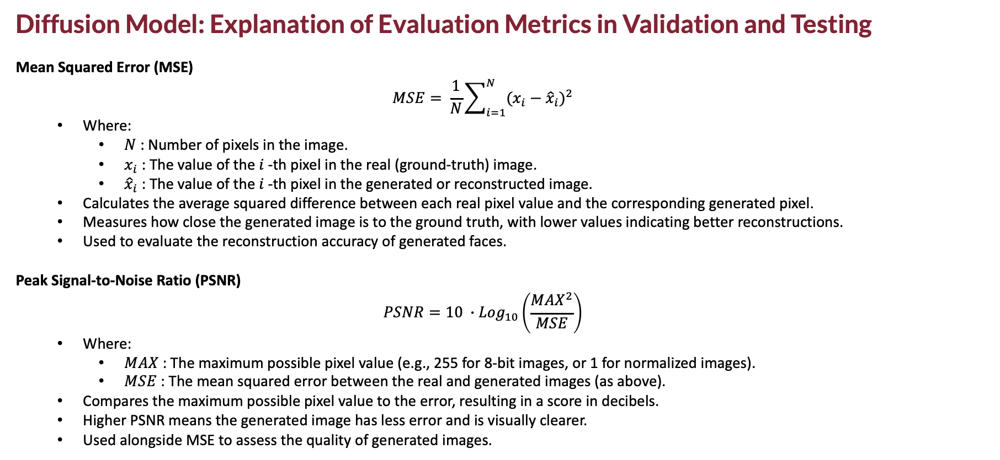 Diffusion Model: Explanation of Evaluation Metrics in Validation and Testing
Mean Squared Error (MSE)
MSE = \frac{1}{N} \sum_{i=1}^{N} (x_i − \hat{x}_i)^2
• Where:
• N : Number of pixels in the image.
• x_i : The value of the i -th pixel in the real (ground-truth) image.
• \hat{x}_i : The value of the i -th pixel in the generated or reconstructed image.
• Calculates the average squared difference between each real pixel value and the corresponding generated pixel.
• Measures how close the generated image is to the ground truth, with lower values indicating better reconstructions.
• Used to evaluate the reconstruction accuracy of generated faces.
Peak Signal-to-Noise Ratio (PSNR)
PSNR = 10 · Log_{10} \left(\frac{MAX^2}{MSE}\right)
• Where:
• MAX : The maximum possible pixel value (e.g., 255 for 8-bit images, or 1 for normalized images).
• MSE : The mean squared error between the real and generated images (as above).
• Compares the maximum possible pixel value to the error, resulting in a score in decibels.
• Higher PSNR means the generated image has less error and is visually clearer.
• Used alongside MSE to assess the quality of generated images.